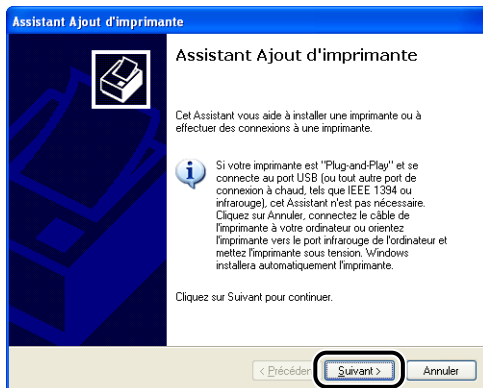 Assistant Ajout d'imprimante
Assistant Ajout d'imprimante
Cet Assistant vous aide à installer une imprimante ou à
effectuer des connexions à une imprimante.
Si votre imprimante est "Plug-and-Play" et se
connecte au port USB (ou tout autre port de
connexion à chaud, tels que IEEE 1394 ou
infrarouge), cet Assistant n'est pas nécessaire.
Cliquez sur Annuler, connectez le câble de
l'imprimante à votre ordinateur ou orientez
l'imprimante vers le port infrarouge de l'ordinateur et
mettez l'imprimante sous tension. Windows
installera automatiquement l'imprimante.
Cliquez sur Suivant pour continuer.
< Précéden Suivant > Annuler